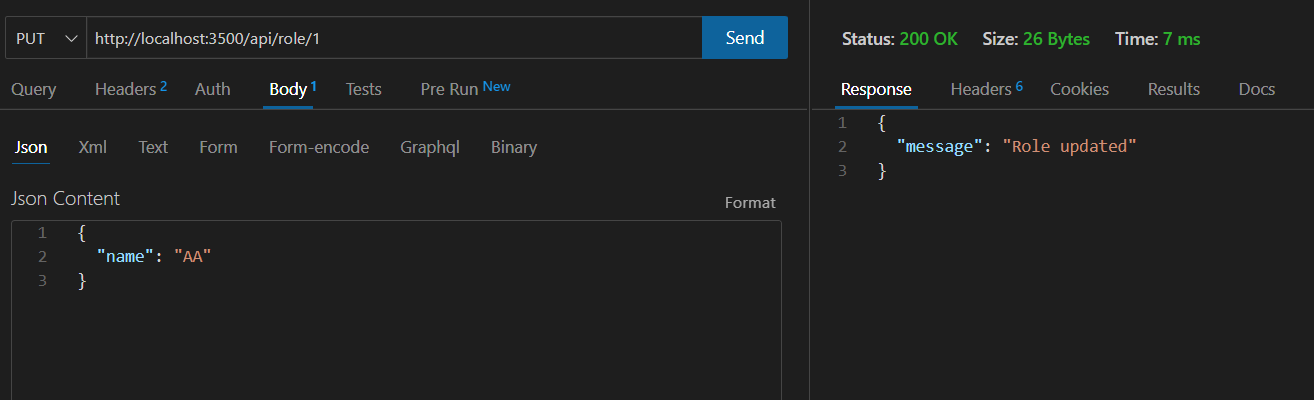 PUT http://localhost:3500/api/role/1 Send
Query Headers 2 Auth Body 1 Tests Pre Run New
Json Xml Text Form Form-encode Graphql Binary
Json Content
Format
1 {
2 "name": "AA"
3 }
Status: 200 OK Size: 26 Bytes Time: 7 ms
Response Headers 6 Cookies Results Docs
1 {
2 "message": "Role updated"
3 }